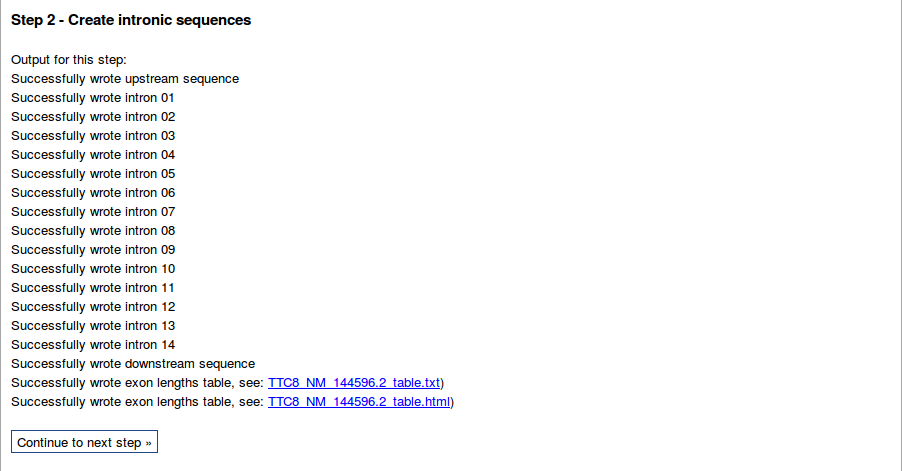 Step 2 - Create intronic sequences
Output for this step:
Successfully wrote upstream sequence
Successfully wrote intron 01
Successfully wrote intron 02
Successfully wrote intron 03
Successfully wrote intron 04
Successfully wrote intron 05
Successfully wrote intron 06
Successfully wrote intron 07
Successfully wrote intron 08
Successfully wrote intron 09
Successfully wrote intron 10
Successfully wrote intron 11
Successfully wrote intron 12
Successfully wrote intron 13
Successfully wrote intron 14
Successfully wrote downstream sequence
Successfully wrote exon lengths table, see: TTC8_NM_144596.2_table.txt)
Successfully wrote exon lengths table, see: TTC8_NM_144596.2_table.html)
Continue to next step »